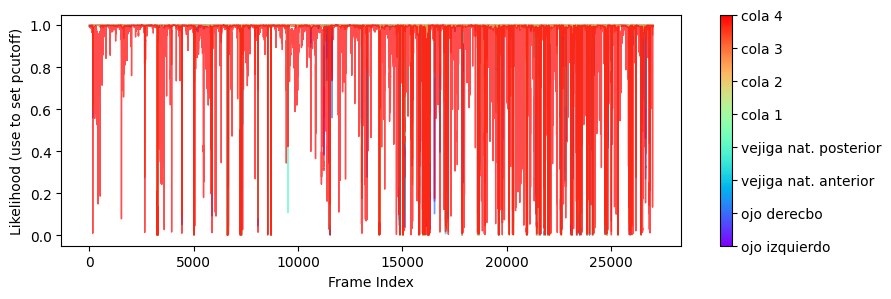 Likelihood (use to set pcutoff)
1.0
0.8
0.6
0.4
0.2
0.0
0
5000
10000
15000
20000
25000
Frame Index
cola 4
cola 3
cola 2
cola 1
vejiga nat. posterior
vejiga nat. anterior
ojo derecbo
ojo izquierdo